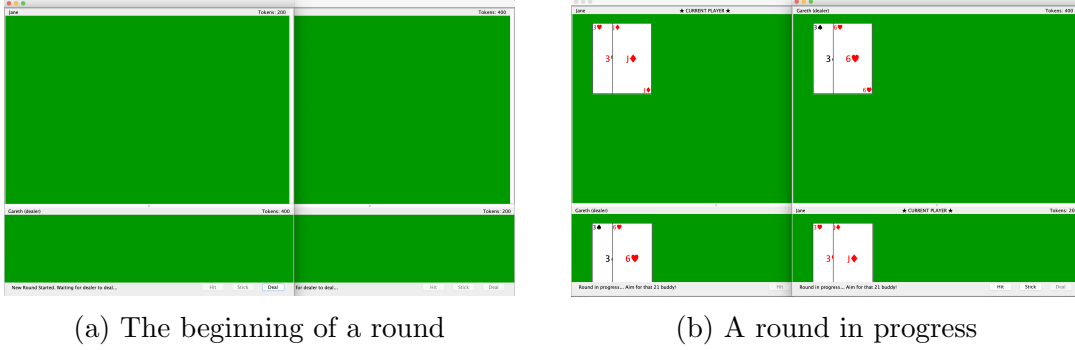 Jane Tokens: 200 Tokens: 400
Gareth (dealer) Tokens: 400 Tokens: 200
New Round Started. Waiting for dealer to deal... Hit Stick Deal for dealer to deal... Hit Stick Deal
(a) The beginning of a round
Jane ★ CURRENT PLAYER ★ Gareth (dealer) Tokens: 400
3♥ J♦ 3♠ 6♥
3 J♦ 3 6♥
J♦ 6♥
Gareth (dealer) Jane ★ CURRENT PLAYER ★ Tokens: 20
3♠ 6♥ 3♥ J♦
3 6♥ 3 J♦
Round in progress... Aim for that 21 buddy! Hit Round in progress... Aim for that 21 buddy! Hit Stick Deal
(b) A round in progress